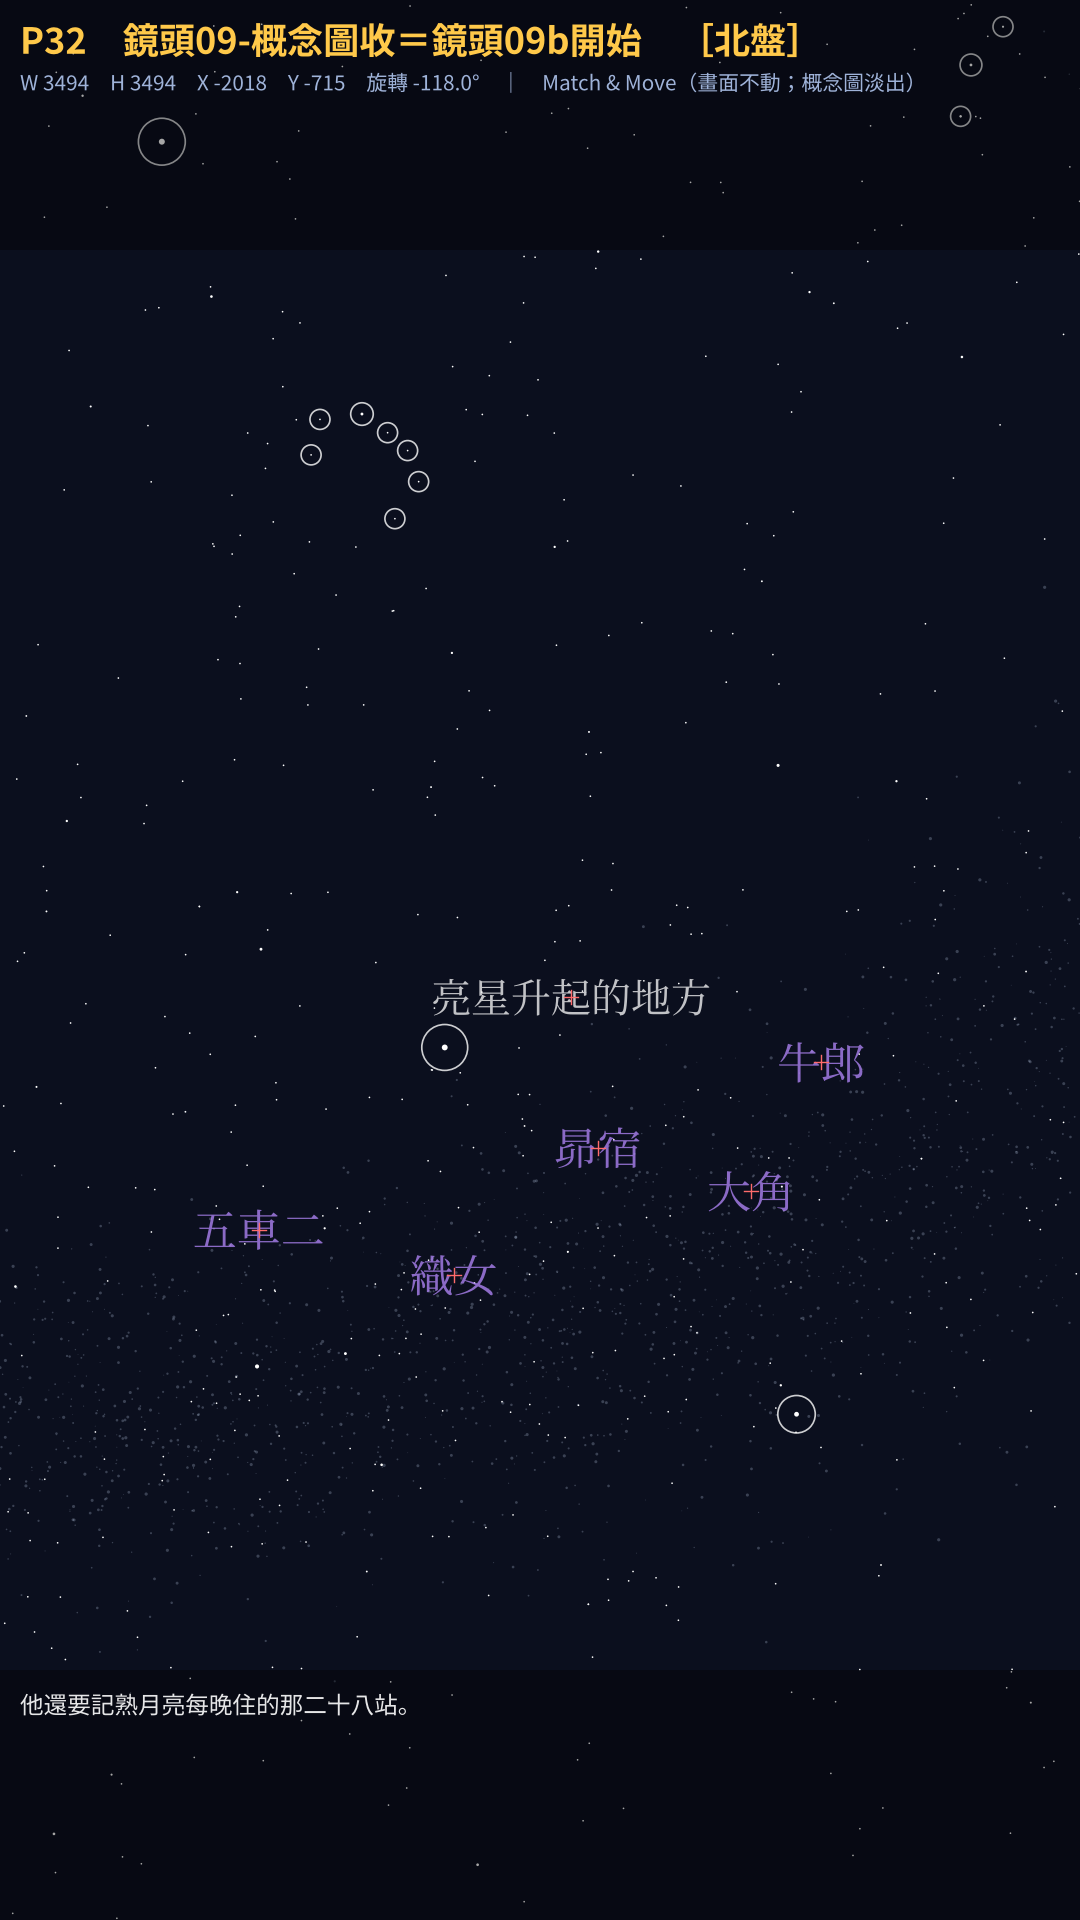 P32 鏡頭09-概念圖收＝鏡頭09b開始 ［北盤］
W 3494 H 3494 X -2018 Y -715 旋轉 -118.0° ｜ Match & Move（畫面不動；概念圖淡出）
亮星升起的地方
牛郎
昴宿
大角
五車二
織女
他還要記熟月亮每晚住的那二十八站。